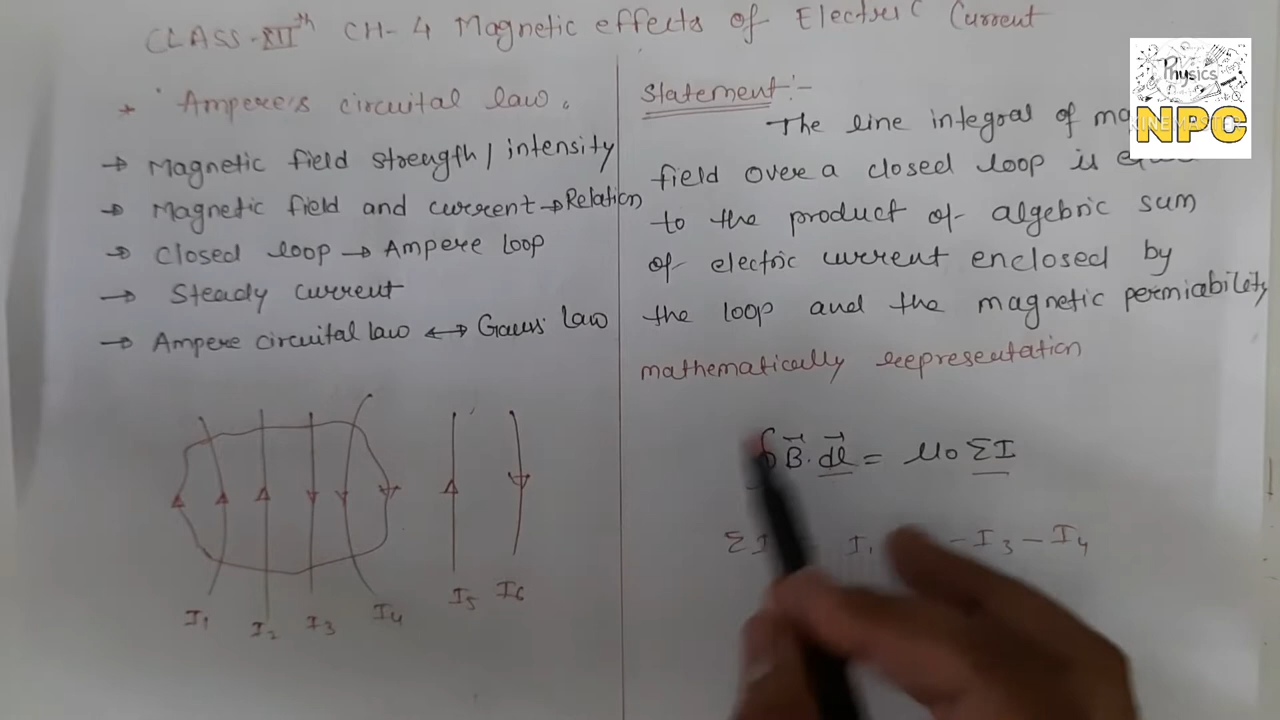 CLASS-XIIth CH-4 Magnetic effects of Electric Current
* Ampere's circuital law.
→ Magnetic field strength / intensity
→ Magnetic field and current → Relation
→ Closed loop → Ampere loop
→ Steady current
→ Ampere circuital law ↔ Gauss law
I1 I2 I3 I4 I5 I6
Statement:-
The line integral of
field over a closed loop is
to the product of algebric sum
of electric current enclosed by
the loop and the magnetic permiability
mathematically representation
∮B⃗.dl⃗ = μ0 ΣI
ΣI = I1 - I3 - I4
Physics
NPC